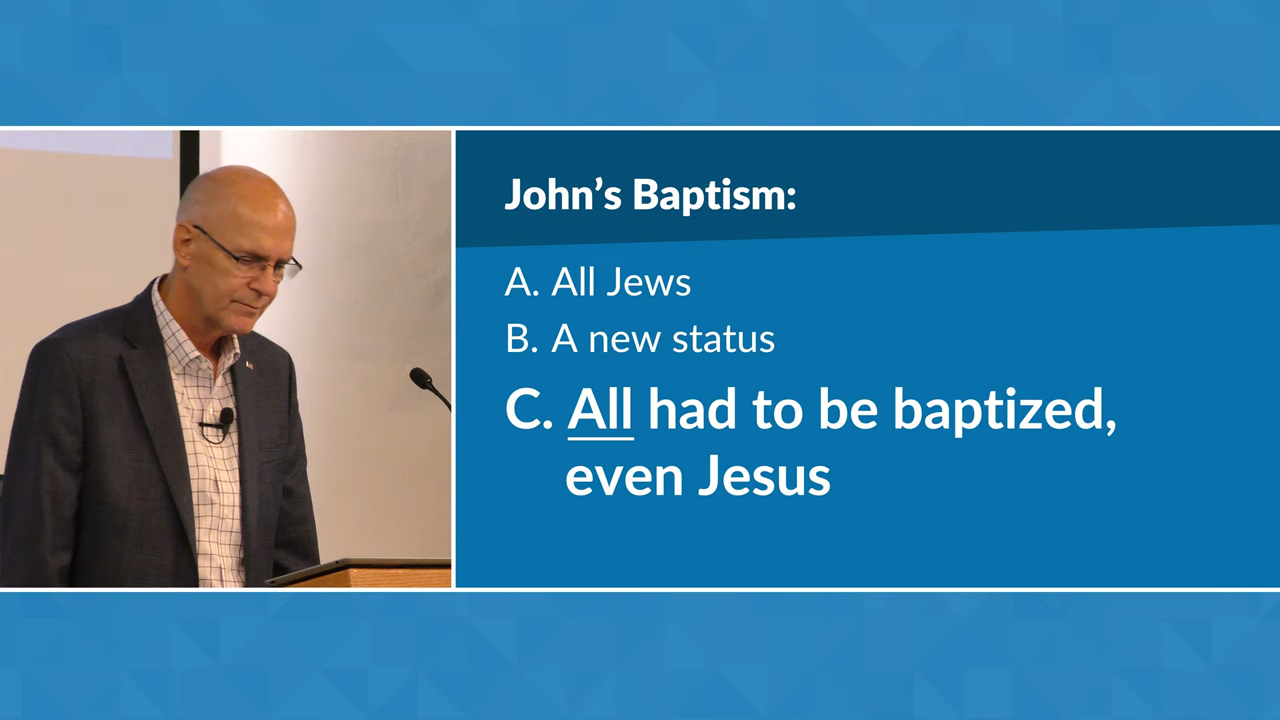 John’s Baptism:
A. All Jews
B. A new status
C. All had to be baptized,
even Jesus